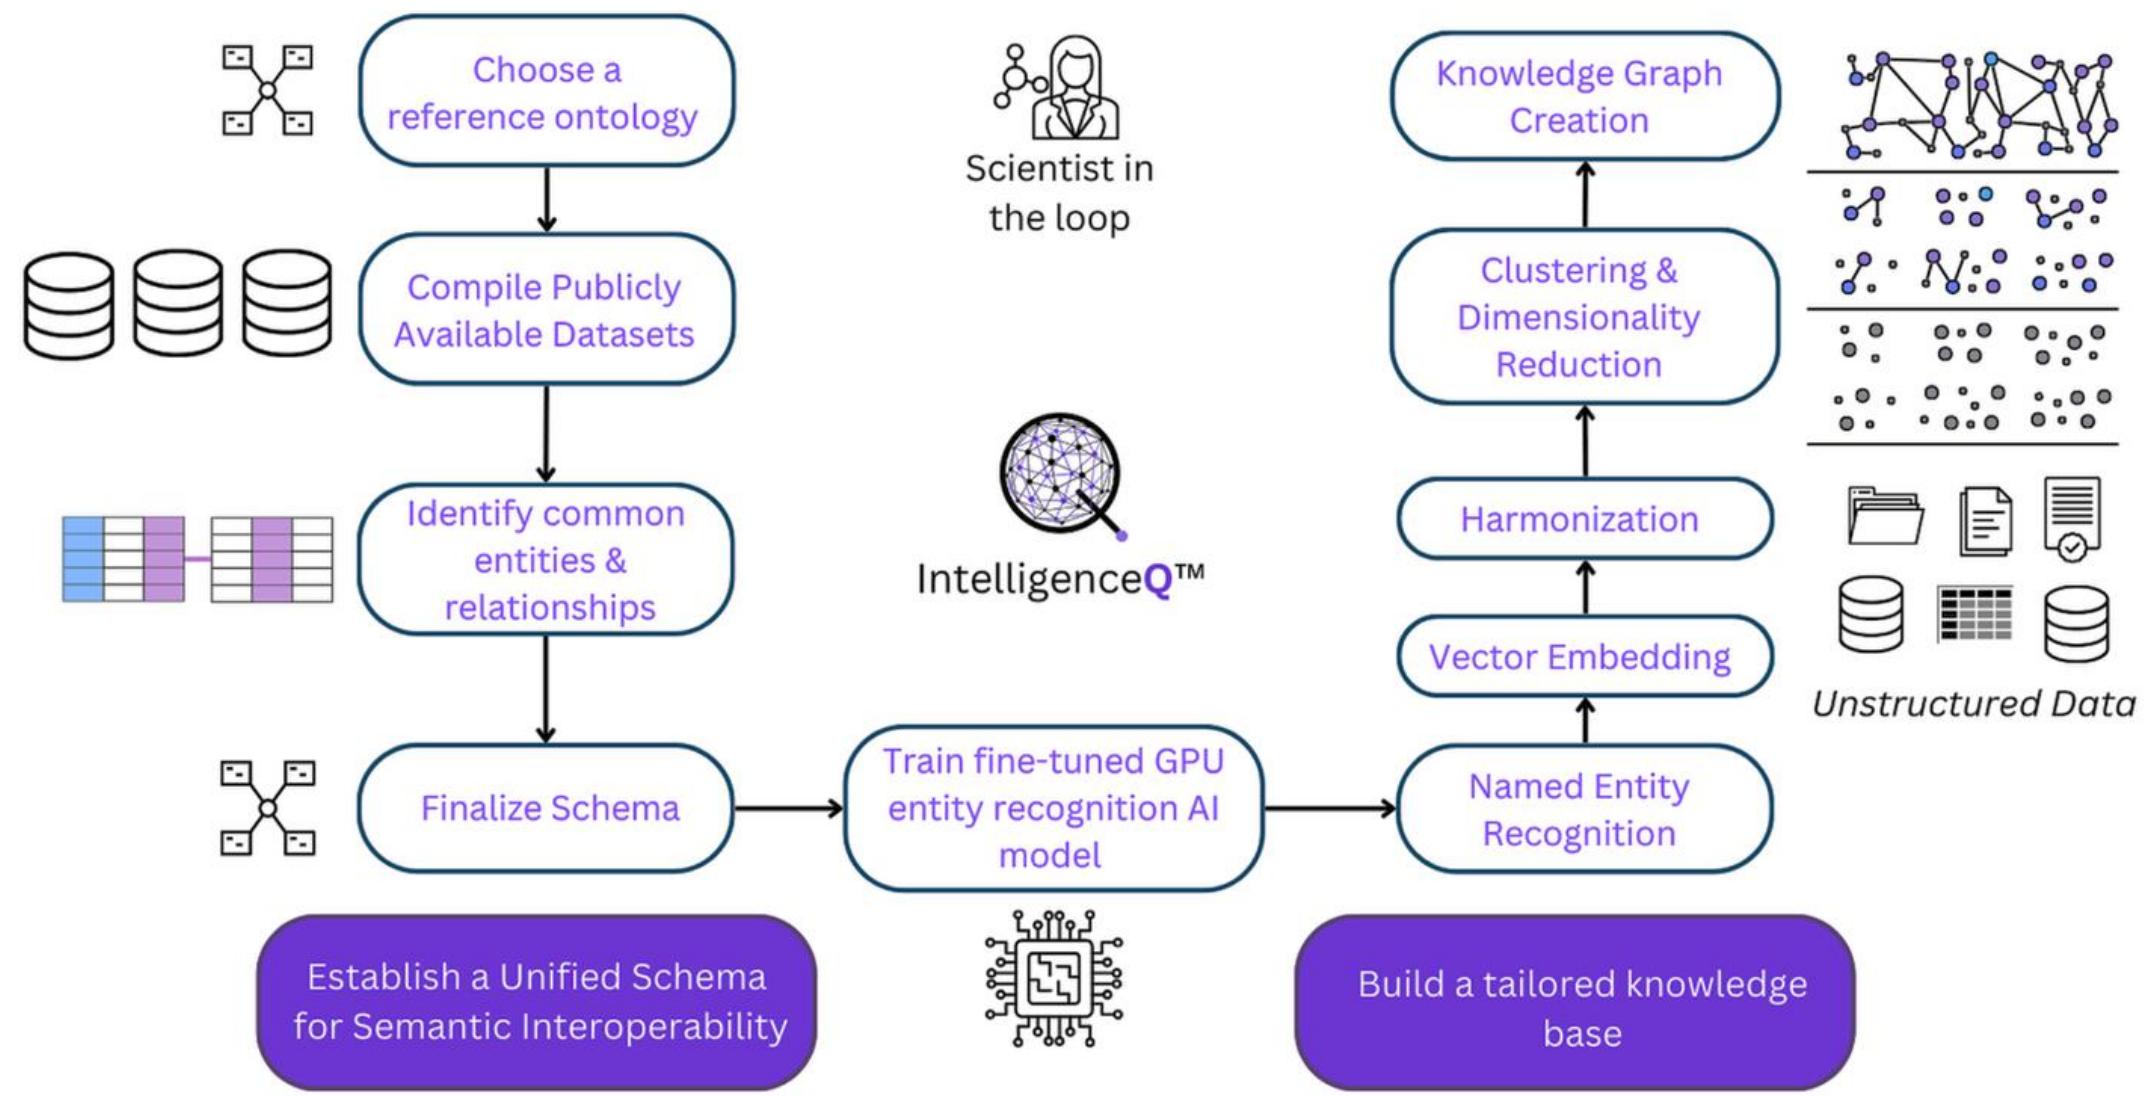 Choose a
reference ontology
Compile Publicly
Available Datasets
Identify common
entities &
relationships
Finalize Schema
Establish a Unified Schema
for Semantic Interoperability
Scientist in
the loop
IntelligenceQ™
Train fine-tuned GPU
entity recognition AI
model
Knowledge Graph
Creation
Clustering &
Dimensionality
Reduction
Harmonization
Vector Embedding
Named Entity
Recognition
Unstructured Data
Build a tailored knowledge
base